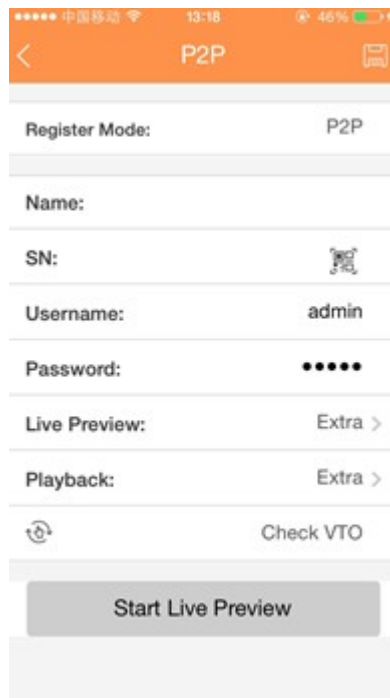 中国移动 13:18 46%
P2P
Register Mode: P2P
Name:
SN:
Username: admin
Password: •••••
Live Preview: Extra >
Playback: Extra >
Check VTO
Start Live Preview